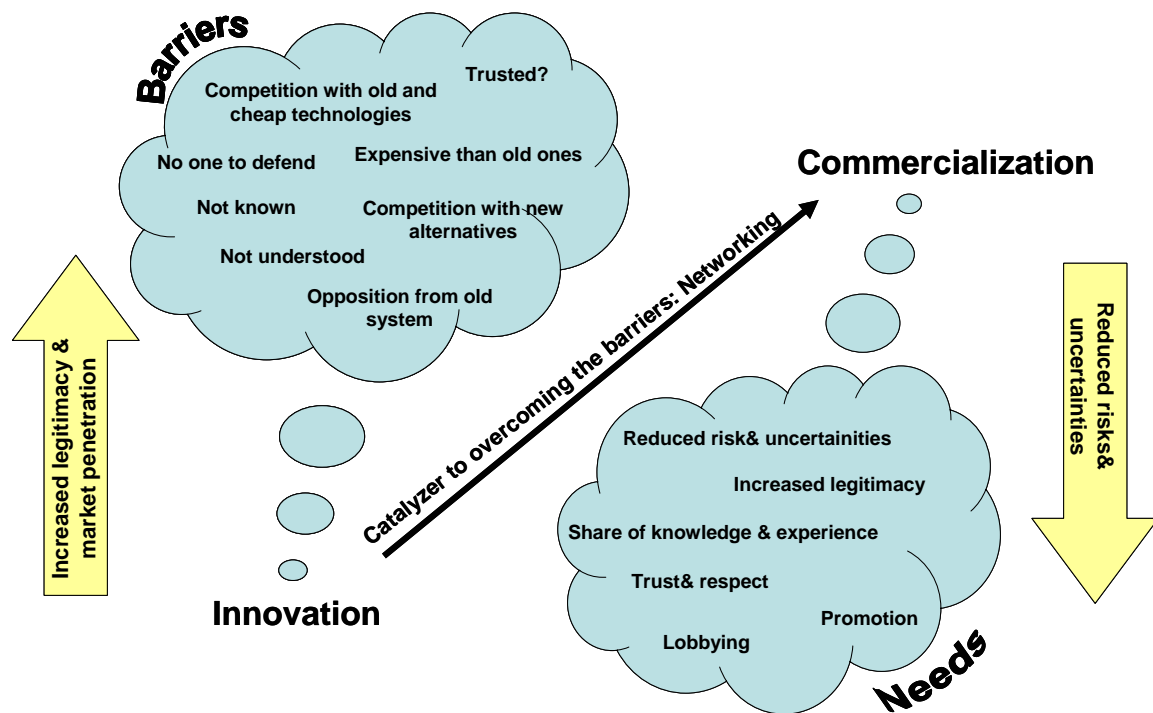 Barriers
Trusted?
Competition with old and
cheap technologies
No one to defend
Expensive than old ones
Not known
Competition with new
alternatives
Not understood
Opposition from old
system
Commercialization
Increased legitimacy &
market penetration
Catalyzer to overcoming the barriers: Networking
Reduced risks&
uncertainties
Reduced risk& uncertainities
Increased legitimacy
Share of knowledge & experience
Trust& respect
Promotion
Lobbying
Innovation
Needs